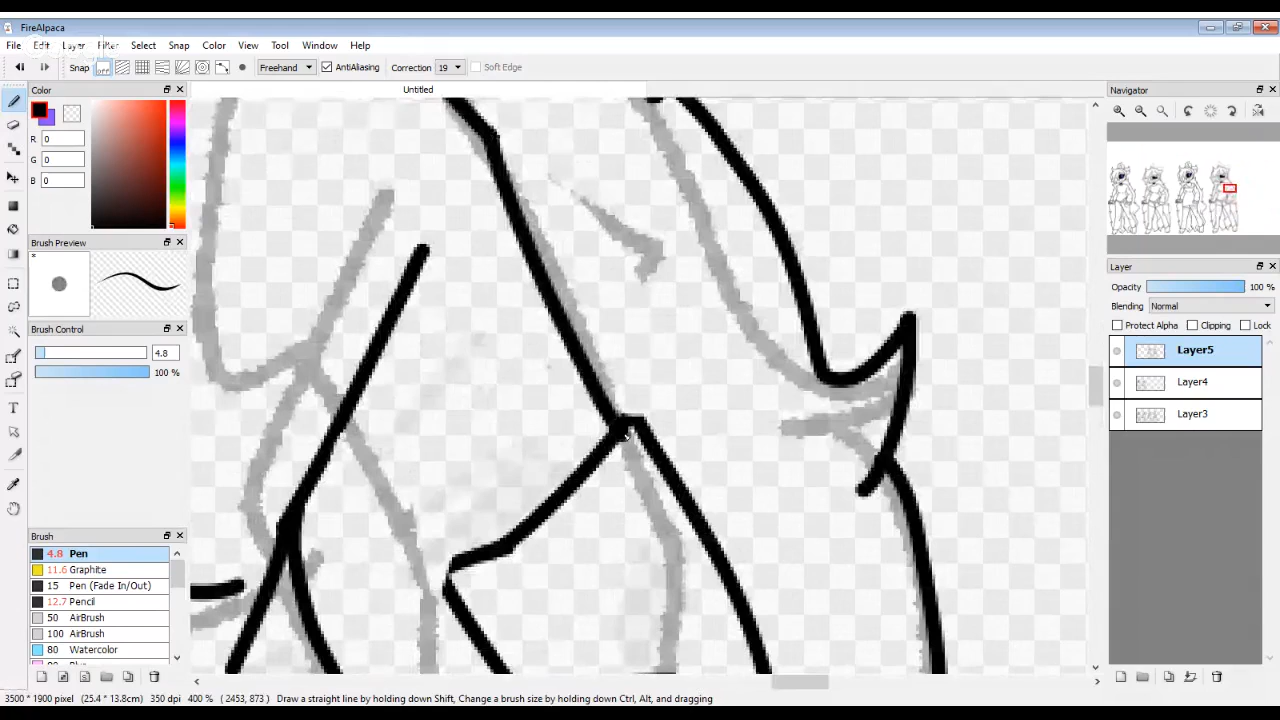 FireAlpaca
File Edit Layer Filter Select Snap Color View Tool Window Help
Snap OFF Freehand AntiAliasing Correction 19 Soft Edge
Color
Untitled
Navigator
R 0
G 0
B 0
Brush Preview
Layer
Opacity 100 %
Blending Normal
Protect Alpha Clipping Lock
Brush Control
4.8
100 %
Layer5
Layer4
Layer3
Brush
4.8 Pen
11.6 Graphite
15 Pen (Fade In/Out)
12.7 Pencil
50 AirBrush
100 AirBrush
80 Watercolor
3500 * 1900 pixel (25.4 * 13.8cm) 350 dpi 400 % ( 2453, 873 ) Draw a straight line by holding down Shift, Change a brush size by holding down Ctrl, Alt, and dragging